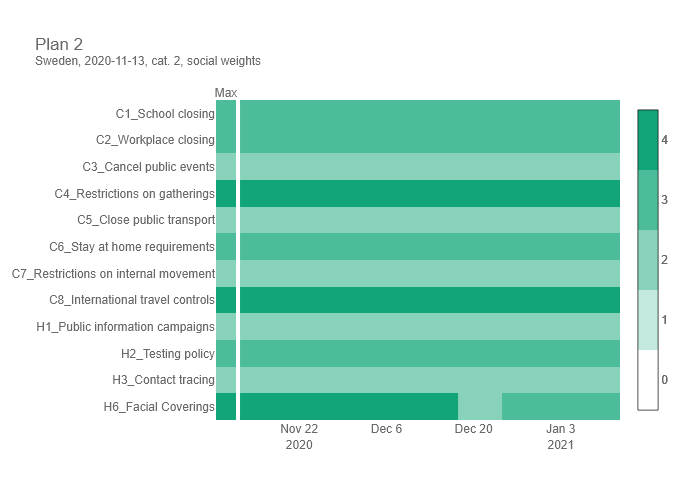 Plan 2
Sweden, 2020-11-13, cat. 2, social weights
Max
C1_School closing
C2_Workplace closing
C3_Cancel public events
C4_Restrictions on gatherings
C5_Close public transport
C6_Stay at home requirements
C7_Restrictions on internal movement
C8_International travel controls
H1_Public information campaigns
H2_Testing policy
H3_Contact tracing
H6_Facial Coverings
Nov 22
2020
Dec 6
Dec 20
Jan 3
2021
4
3
2
1
0